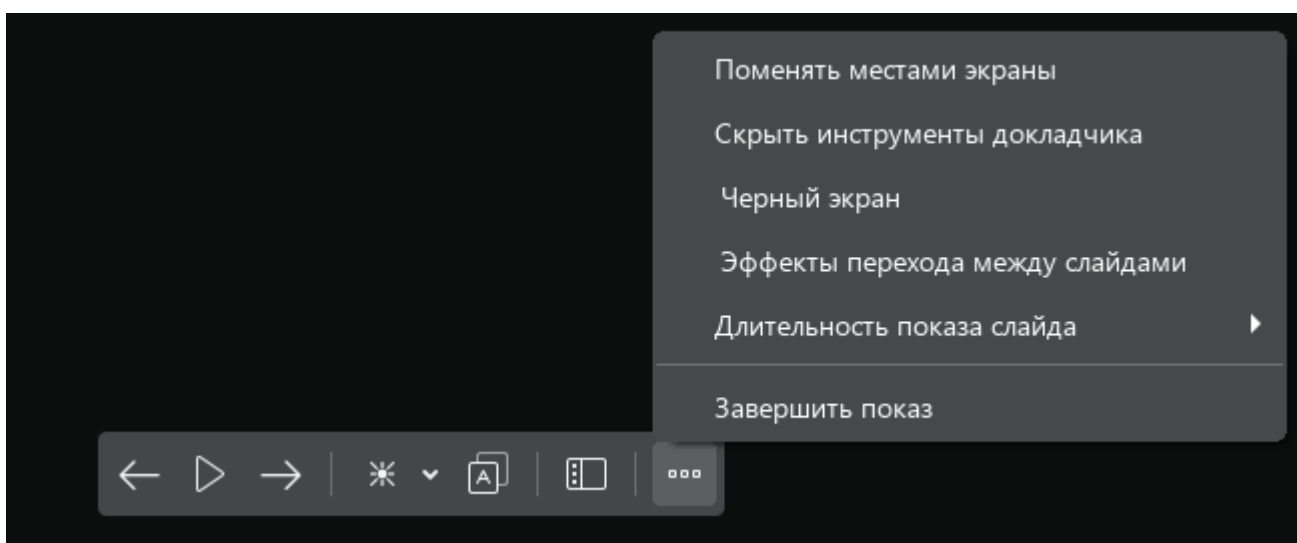 Поменять местами экраны
Скрыть инструменты докладчика
Черный экран
Эффекты перехода между слайдами
Длительность показа слайда
Завершить показ
A